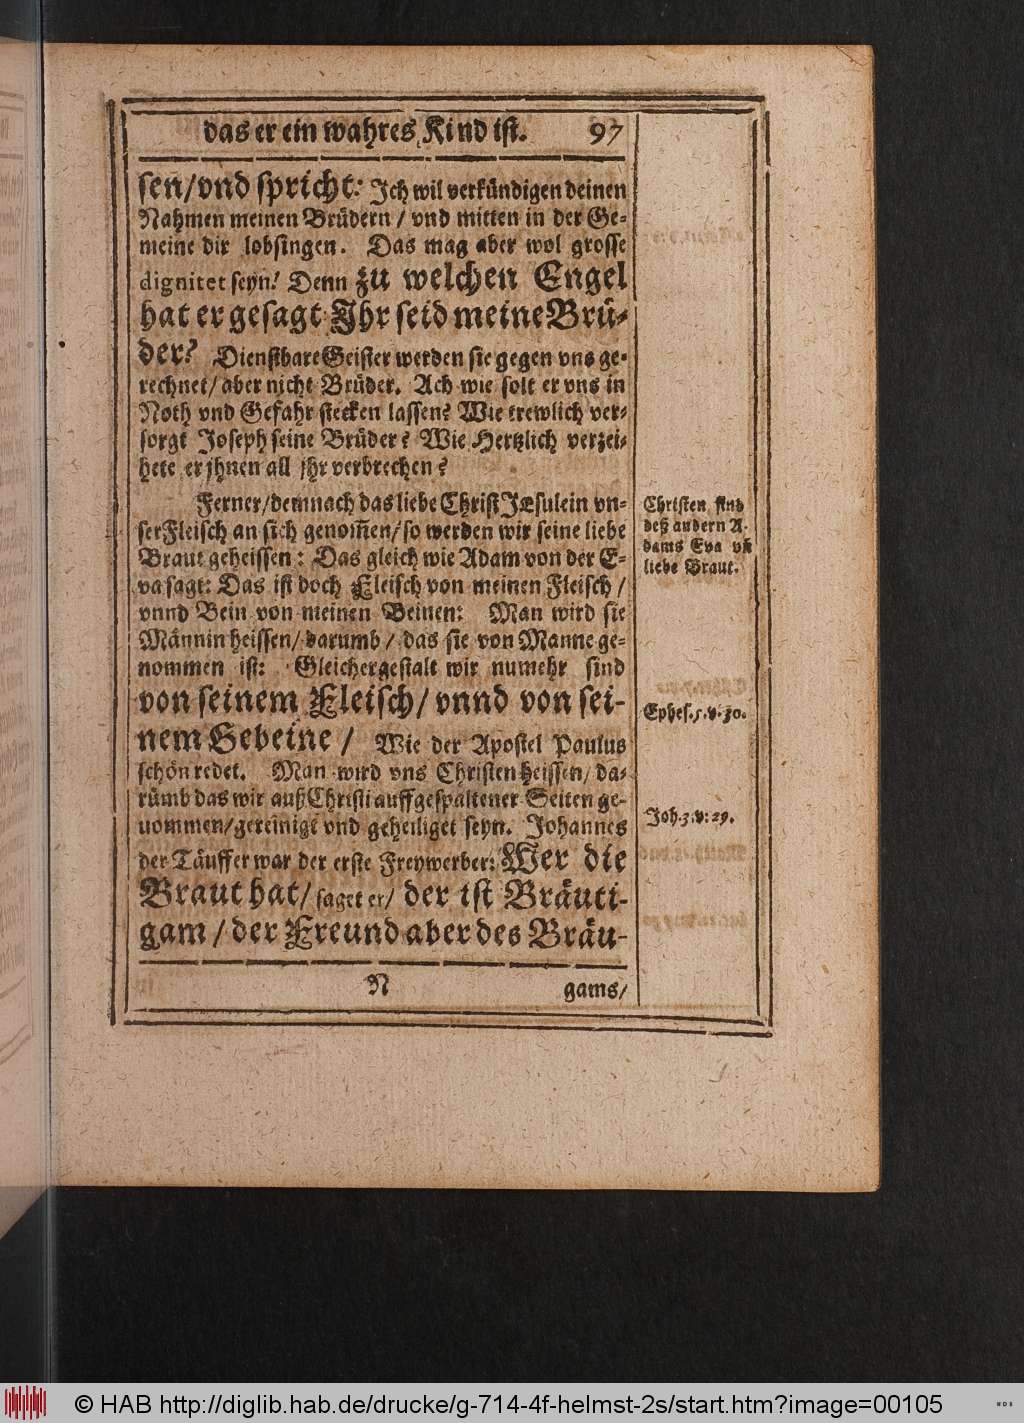 das er ein wahres Kind ist. 97
sen/vnd spricht: Ich wil verkündigen deinen
Nahmen meinen Brüdern / vnd mitten in der Ge-
meine dir lobsingen. Das mag aber wol grosse
dignitet seyn! Denn zu welchen Engel
hat er gesagt Ihr seid meine Brü-
der? Dienstbare Geister werden sie gegen vns ge-
rechnet/ aber nicht Brüder. Ach wie solt er vns in
Noth vnd Gefahr stecken lassen? Wie trewlich ver-
sorgt Joseph seine Brüder? Wie Hertzlich verzei-
hete er jhnen all jhr verbrechen?
Ferner/demnach das liebe Christ JEsulein vn-
ser Fleisch an sich genom̃en/so werden wir seine liebe
Braut geheissen: Das gleich wie Adam von der E-
va sagt: Das ist doch Fleisch von meinen Fleisch /
vnnd Bein von meinen Beinen: Man wird sie
Männin heissen/ darumb / das sie von Manne ge-
nommen ist: Gleichergestalt wir numehr sind
von seinem Fleisch/ vnnd von sei-
nem Gebeine / Wie der Apostel Paulus
schön redet. Man wird vns Christen heissen/ da-
rümb das wir auß Christi auffgespaltener Seiten ge-
nommen/gereinigt vnd geheiliget seyn. Johannes
der Täuffer war der erste Freywerber: Wer die
Braut hat/ saget er/ der ist Bräuti-
gam / der Freund aber des Bräu-
N gams/
Christen sind
deß andern A-
dams Eva vñ
liebe Braut.
Ephes. 5. v. 30.
Joh. 3. v: 29.
© HAB http://diglib.hab.de/drucke/g-714-4f-helmst-2s/start.htm?image=00105